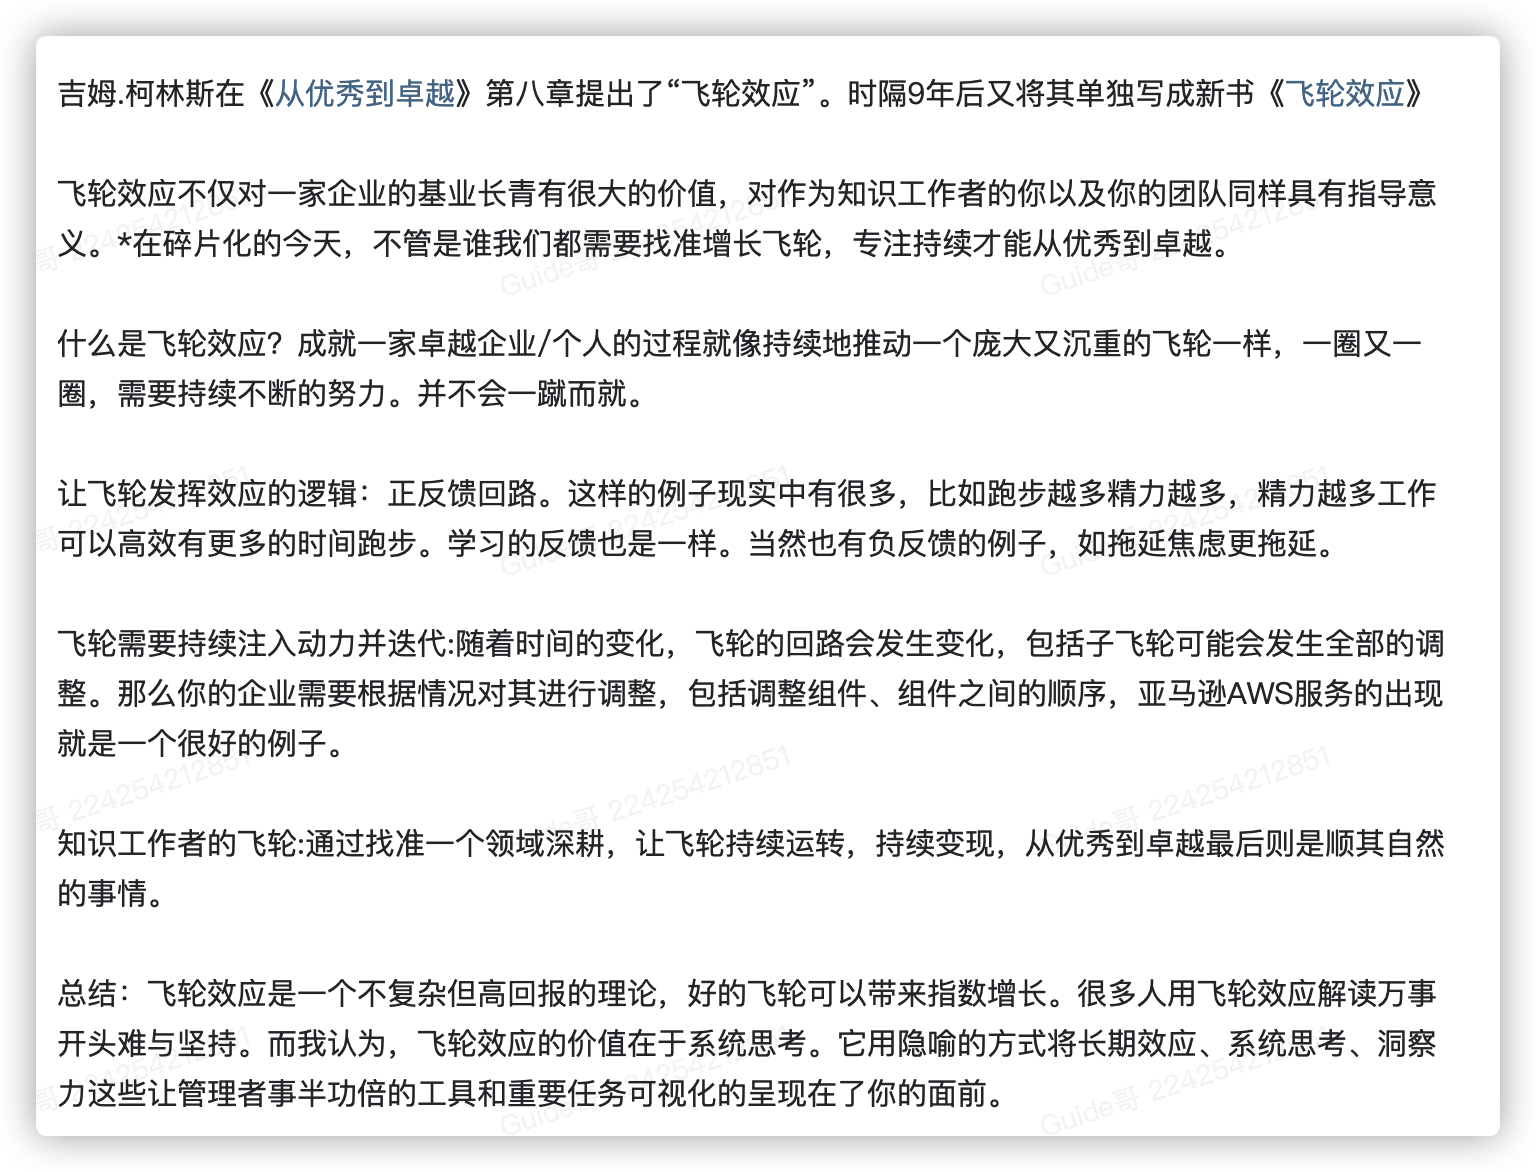 吉姆.柯林斯在《从优秀到卓越》第八章提出了“飞轮效应”。时隔9年后又将其单独写成新书《飞轮效应》
飞轮效应不仅对一家企业的基业长青有很大的价值，对作为知识工作者的你以及你的团队同样具有指导意
义。*在碎片化的今天，不管是谁我们都需要找准增长飞轮，专注持续才能从优秀到卓越。
什么是飞轮效应？成就一家卓越企业/个人的过程就像持续地推动一个庞大又沉重的飞轮一样，一圈又一
圈，需要持续不断的努力。并不会一蹴而就。
让飞轮发挥效应的逻辑：正反馈回路。这样的例子现实中有很多，比如跑步越多精力越多，精力越多工作
可以高效有更多的时间跑步。学习的反馈也是一样。当然也有负反馈的例子，如拖延焦虑更拖延。
飞轮需要持续注入动力并迭代:随着时间的变化，飞轮的回路会发生变化，包括子飞轮可能会发生全部的调
整。那么你的企业需要根据情况对其进行调整，包括调整组件、组件之间的顺序，亚马逊AWS服务的出现
就是一个很好的例子。
知识工作者的飞轮:通过找准一个领域深耕，让飞轮持续运转，持续变现，从优秀到卓越最后则是顺其自然
的事情。
总结：飞轮效应是一个不复杂但高回报的理论，好的飞轮可以带来指数增长。很多人用飞轮效应解读万事
开头难与坚持。而我认为，飞轮效应的价值在于系统思考。它用隐喻的方式将长期效应、系统思考、洞察
力这些让管理者事半功倍的工具和重要任务可视化的呈现在了你的面前。
哥 224254212851
Guide哥 224254212851
Guide哥 224254212851